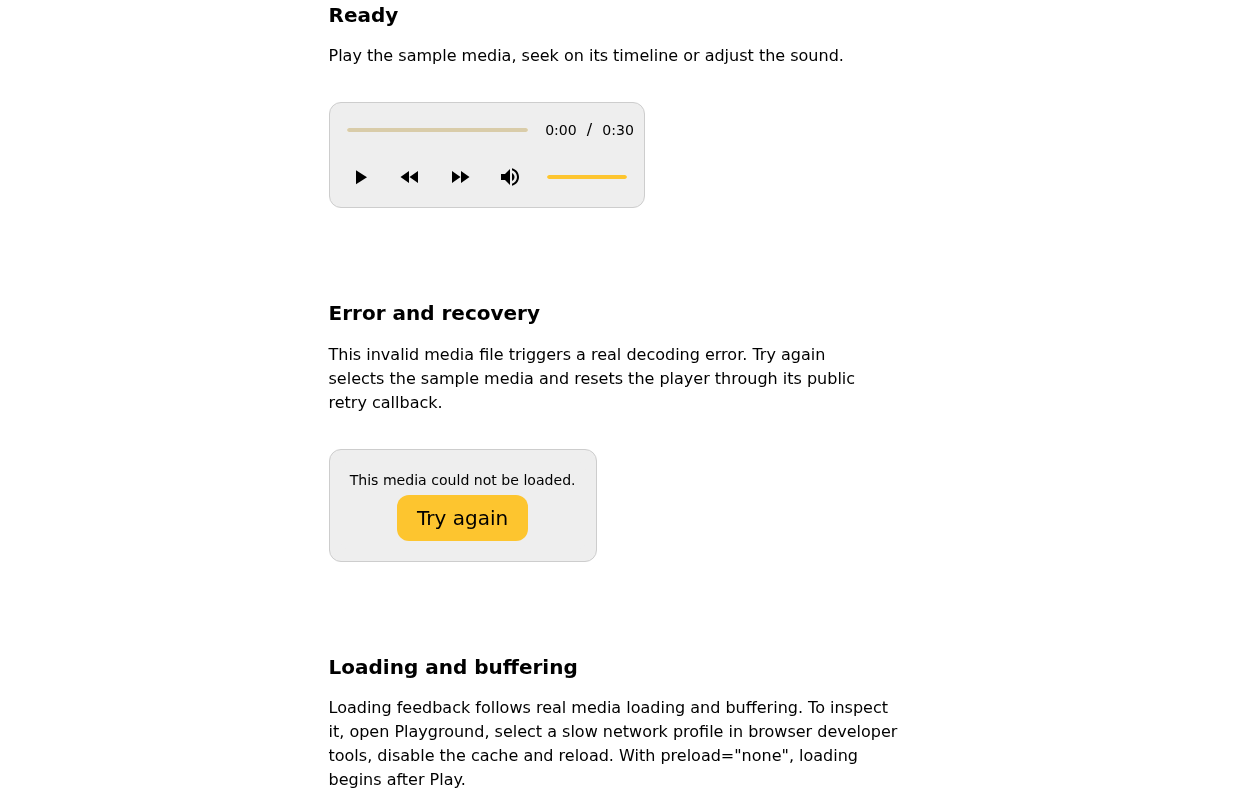 Ready
Play the sample media, seek on its timeline or adjust the sound.
0:00 / 0:30
Error and recovery
This invalid media file triggers a real decoding error. Try again
selects the sample media and resets the player through its public
retry callback.
This media could not be loaded.
Try again
Loading and buffering
Loading feedback follows real media loading and buffering. To inspect
it, open Playground, select a slow network profile in browser developer
tools, disable the cache and reload. With preload="none", loading
begins after Play.